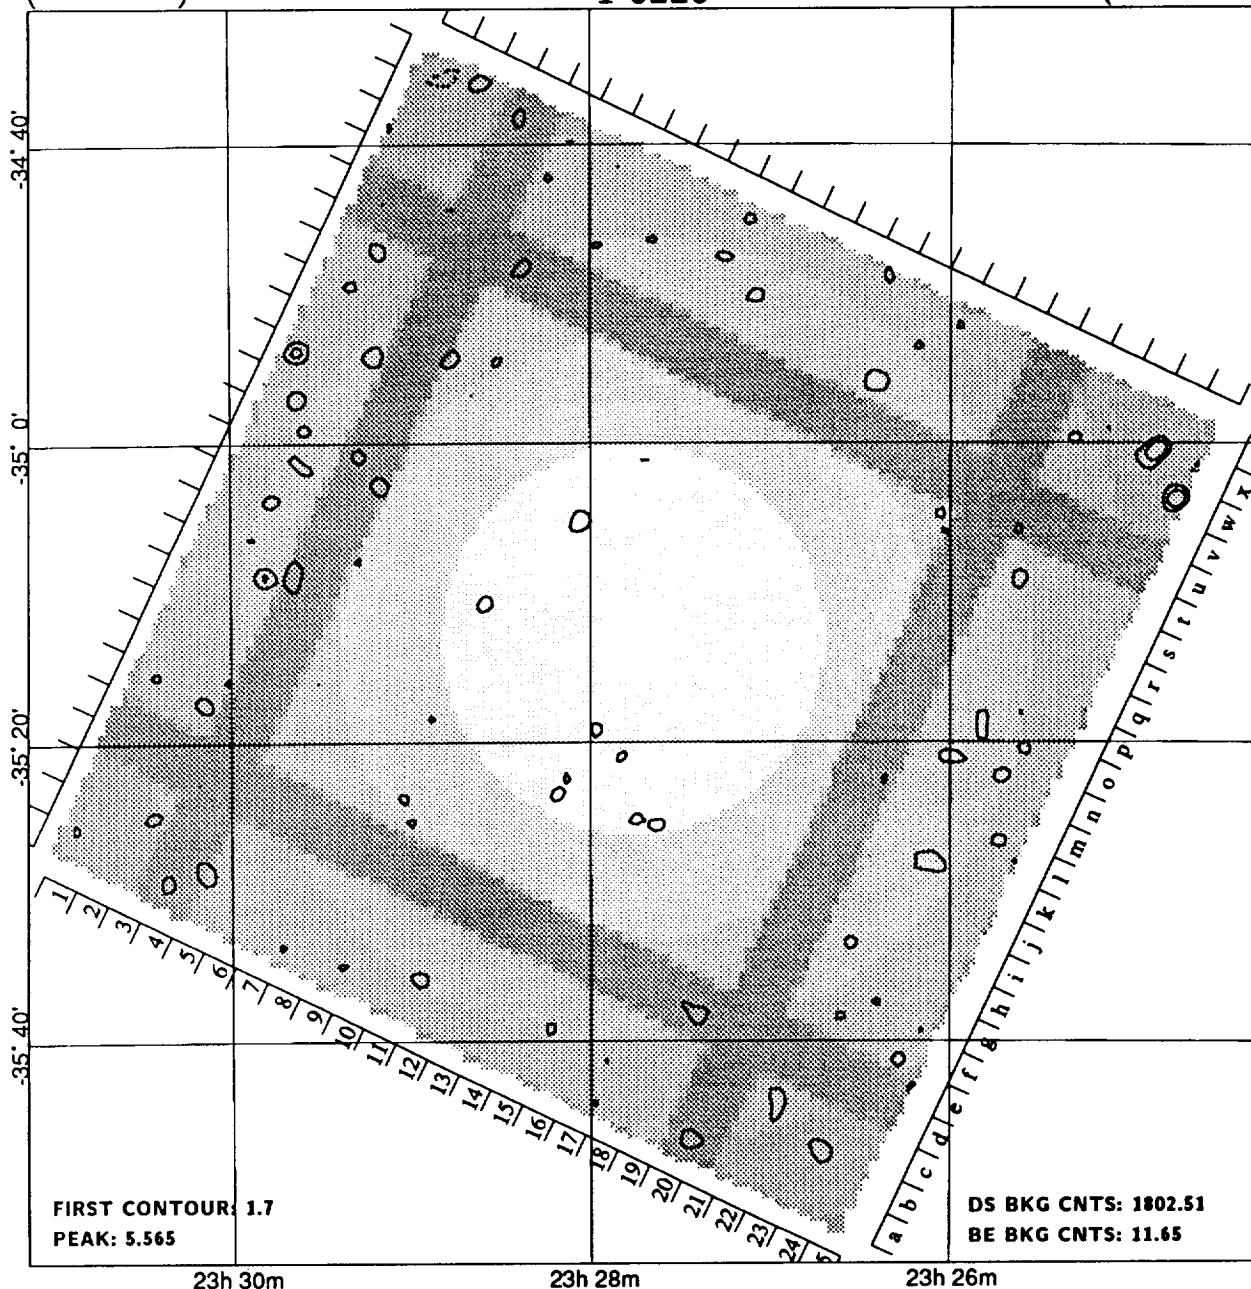 -34° 40'
-35° 0'
-35° 20'
-35° 40'
1 2 3 4 5 6 7 8 9 10 11 12 13 14 15 16 17 18 19 20 21 22 23 24
a b c d e f g h i j k l m n o p q r s t u v w x
FIRST CONTOUR: 1.7
PEAK: 5.565
DS BKG CNTS: 1802.51
BE BKG CNTS: 11.65
23h 30m
23h 28m
23h 26m